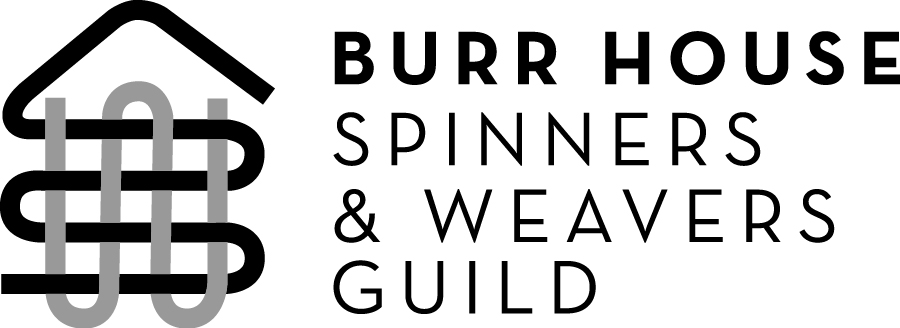 BURR HOUSE
SPINNERS
& WEAVERS
GUILD